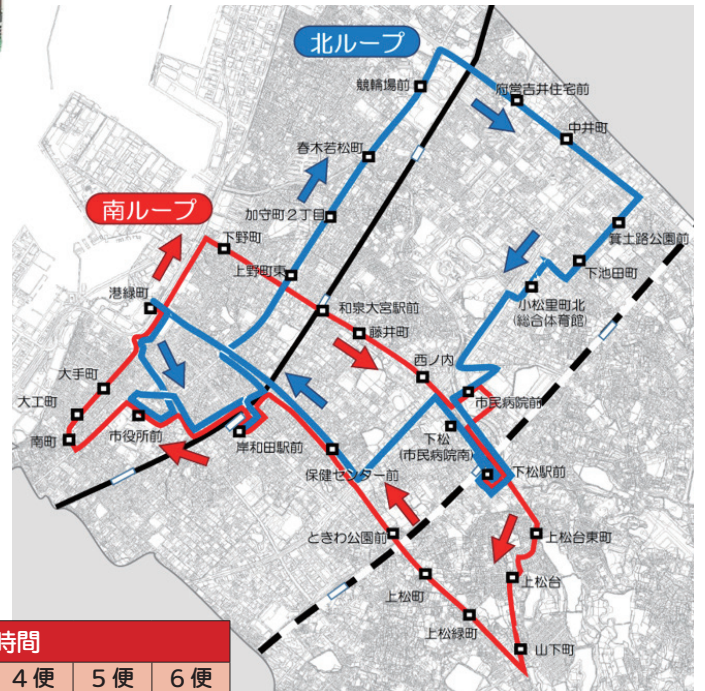 北ループ
競輪場前
府営吉井住宅前
中井町
春木若松町
南ループ
加守町2丁目
下野町
箕土路公園前
上野町東
下池田町
港緑町
小松里町北
(総合体育館)
和泉大宮駅前
藤井町
西ノ内
大手町
市民病院前
大工町
市役所前
下松
(市民病院南)
南町
岸和田駅前
保健センター前
下松駅前
ときわ公園前
上松台東町
上松町
上松台
上松緑町
山下町
時間
4便 5便 6便